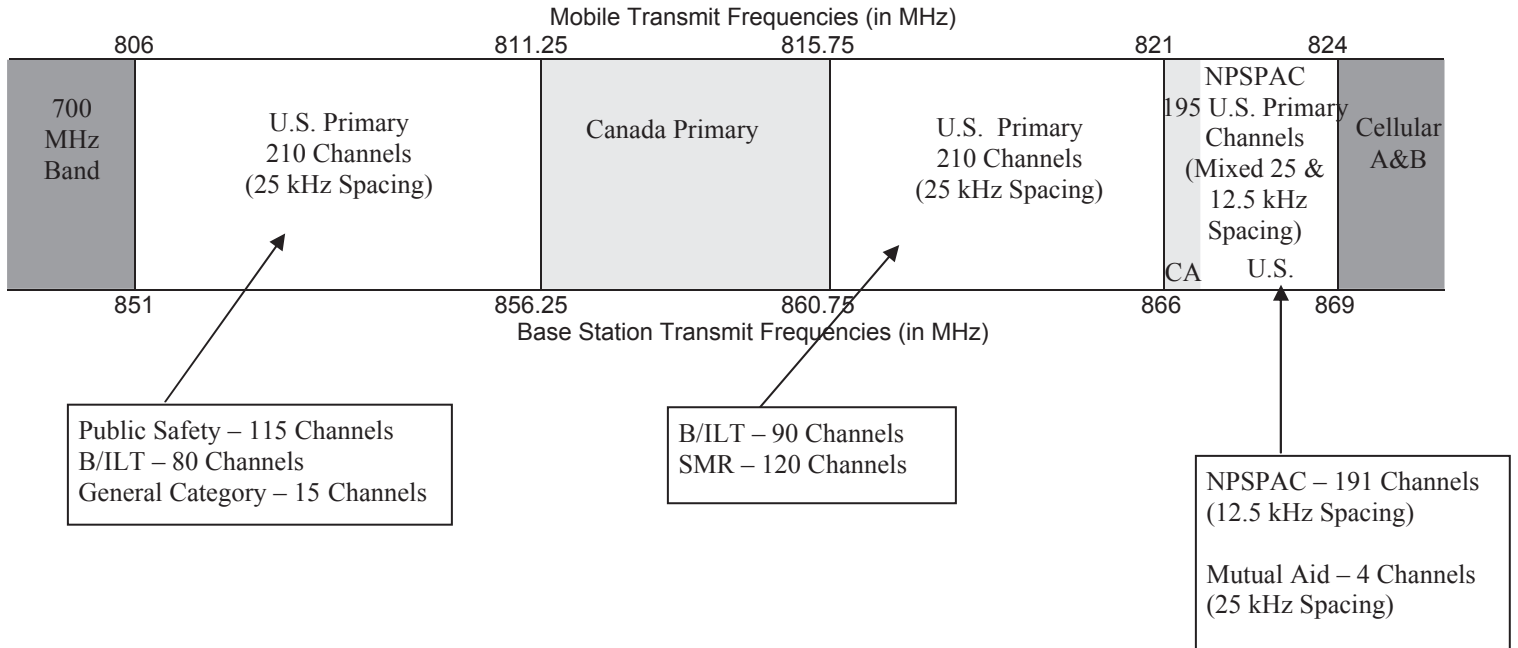 Mobile Transmit Frequencies (in MHz)
806 811.25 815.75 821 824
700
MHz
Band
U.S. Primary
210 Channels
(25 kHz Spacing)
Canada Primary
U.S. Primary
210 Channels
(25 kHz Spacing)
NPSPAC
195 U.S. Primary
Channels
(Mixed 25 &
12.5 kHz
Spacing)
CA U.S.
Cellular
A&B
851 856.25 860.75 866 869
Base Station Transmit Frequencies (in MHz)
Public Safety – 115 Channels
B/ILT – 80 Channels
General Category – 15 Channels
B/ILT – 90 Channels
SMR – 120 Channels
NPSPAC – 191 Channels
(12.5 kHz Spacing)
Mutual Aid – 4 Channels
(25 kHz Spacing)